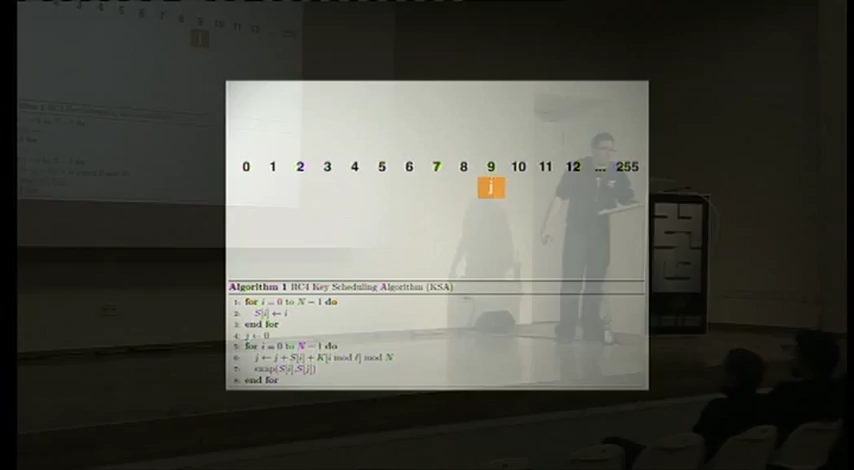 0 1 2 3 4 5 6 7 8 9 10 11 12 ... 255
j
Algorithm 1 RC4 Key Scheduling Algorithm (KSA)
1: for i = 0 to N − 1 do
2: S[i] ← i
3: end for
4: j ← 0
5: for i = 0 to N − 1 do
6: j ← j + S[i] + K[i mod ℓ] mod N
7: swap(S[i],S[j])
8: end for